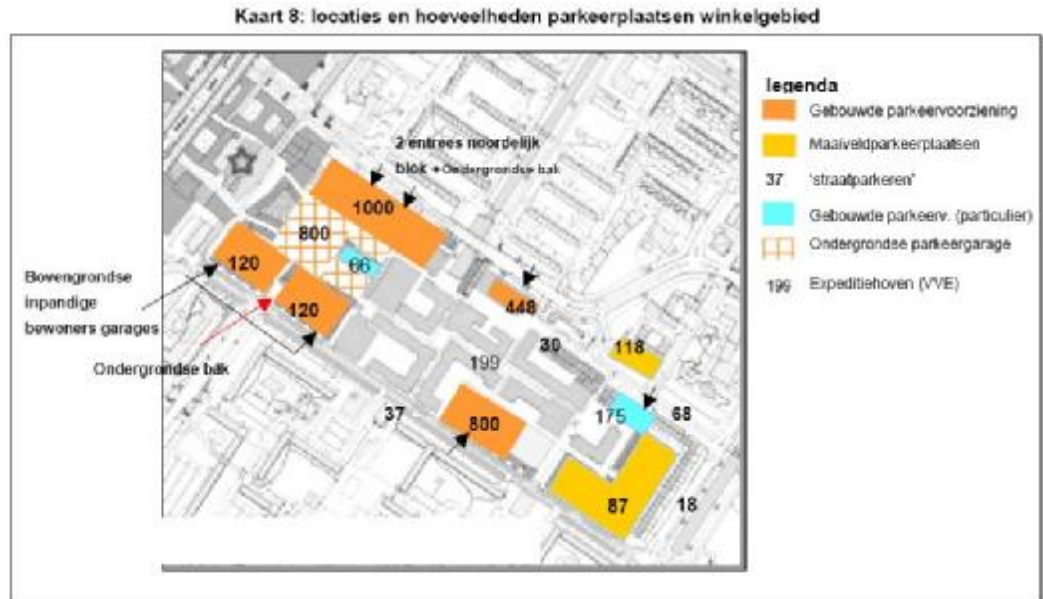 Kaart 8: locaties en hoeveelheden parkeerplaatsen winkelgebied
legenda
Gebouwde parkeervoorziening
Maaiveldparkeerplaatsen
37 'straatparkeren'
Gebouwde parkeerv. (particulier)
Ondergrondse parkeergarage
199 Expeditiehoven (VVE)
2 entrees noordelijk
blok +Ondergrondse bak
1000
800
66
120
120
Bovengrondse
inpandige
bewoners garages
Ondergrondse bak
448
30
118
199
37
800
175
68
87
18